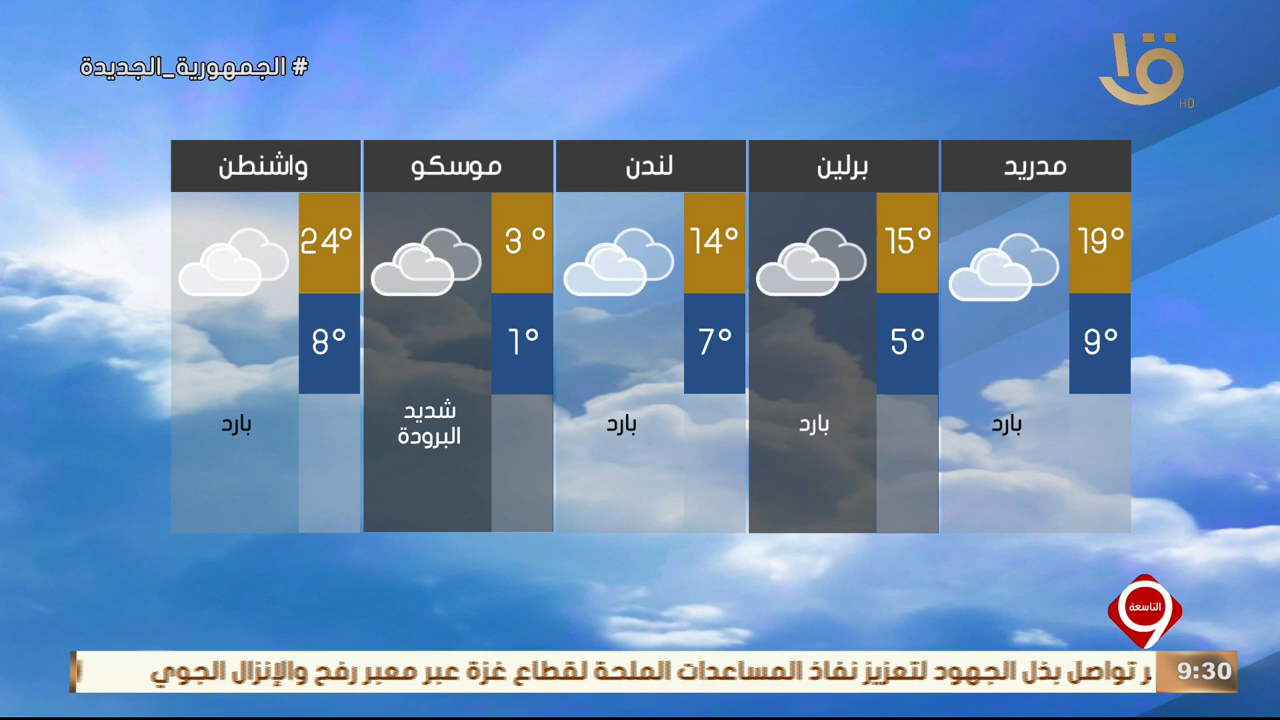 # الجمهورية_الجديدة
HD
مدريد
19°
9°
بارد
برلين
15°
5°
بارد
لندن
14°
7°
بارد
موسكو
3 °
1°
شديد
البرودة
واشنطن
24°
8°
بارد
التاسعة
9
9:30
ر تواصل بذل الجهود لتعزيز نفاذ المساعدات الملحة لقطاع غزة عبر معبر رفح والإنزال الجوي